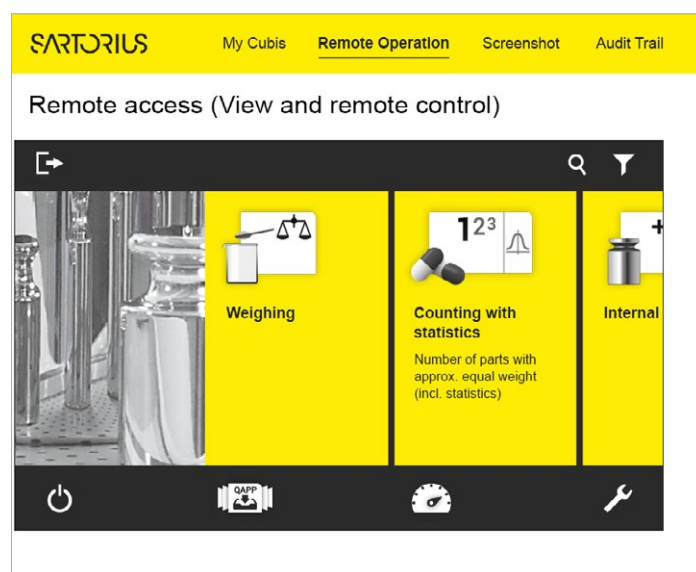 SARTORIUS
My Cubis
Remote Operation
Screenshot
Audit Trail
Remote access (View and remote control)
Weighing
123
Counting with
statistics
Number of parts with
approx. equal weight
(incl. statistics)
+
Internal
QAPP